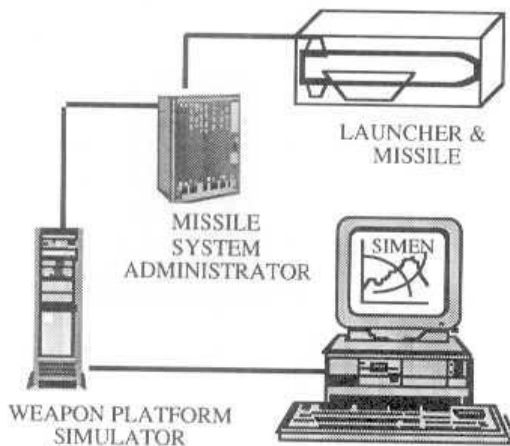 LAUNCHER &
MISSILE
MISSILE
SYSTEM
ADMINISTRATOR
SIMEN
WEAPON PLATFORM
SIMULATOR